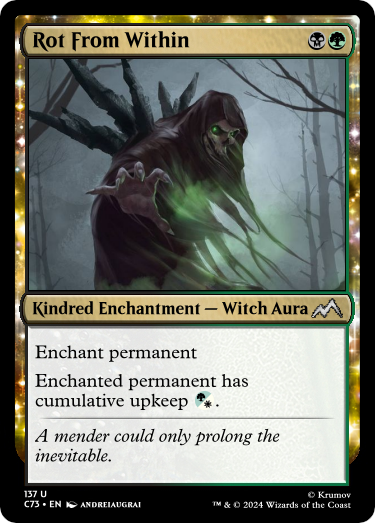 Rot From Within
Kindred Enchantment — Witch Aura
Enchant permanent
Enchanted permanent has
cumulative upkeep .
A mender could only prolong the
inevitable.
137 U
© Krumov
C73 • EN ANDREIAUGRAI
™ & © 2024 Wizards of the Coast